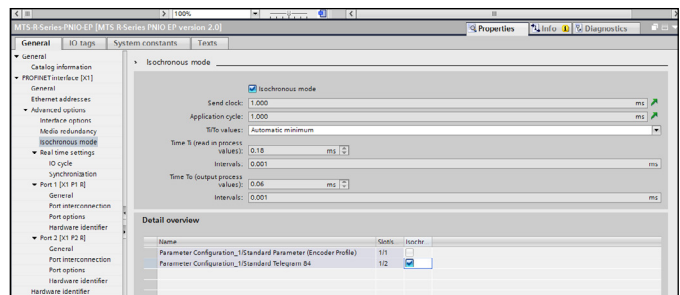 100%
MTS-R-Series-PNIO-EP [MTS R-Series PNIO EP version 2.0]
Properties
Info
Diagnostics
General
IO tags
System constants
Texts
General
Catalog information
PROFINET interface [X1]
General
Ethernet addresses
Advanced options
Interface options
Media redundancy
Isochronous mode
Real time settings
IO cycle
Synchronization
Port 1 [X1 P1 R]
General
Port interconnection
Port options
Hardware identifier
Port 2 [X1 P2 R]
General
Port interconnection
Port options
Hardware identifier
Hardware identifier
Isochronous mode
Isochronous mode
Send clock: 1.000 ms
Application cycle: 1.000 ms
Ti/To values: Automatic minimum
Time Ti (read in process
values): 0.18 ms
Intervals: 0.001 ms
Time To (output process
values): 0.06 ms
Intervals: 0.001 ms
Detail overview
Name Slot/s Isochr
Parameter Configuration_1\Standard Parameter (Encoder Profile) 1/1
Parameter Configuration_1\Standard Telegram 84 1/2